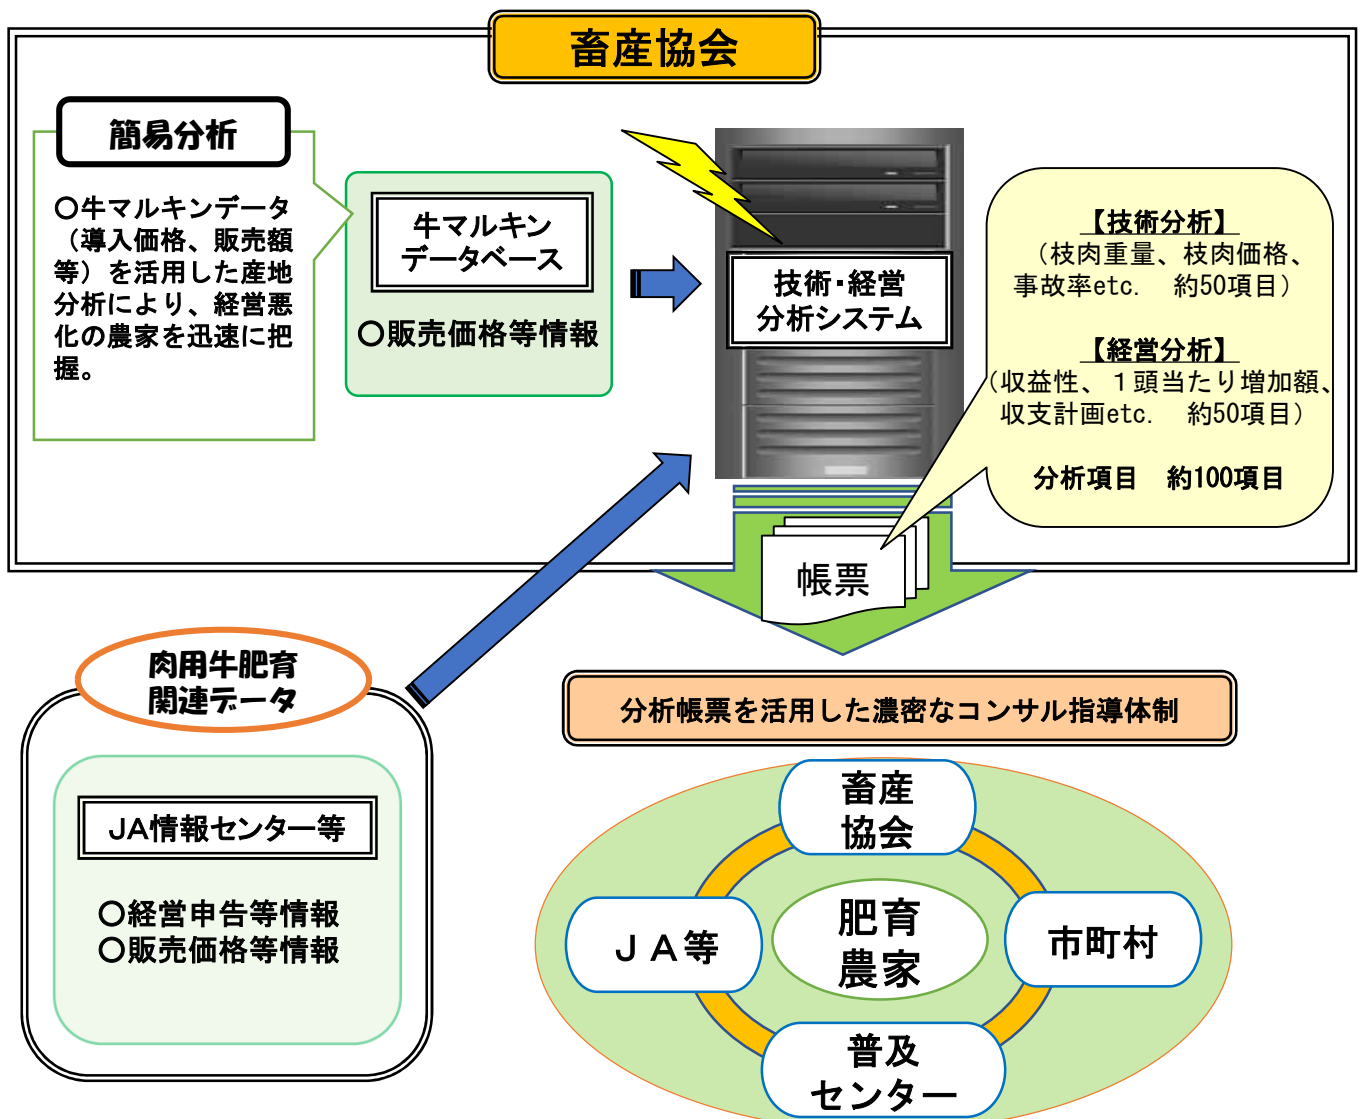 畜産協会
簡易分析
○牛マルキンデータ
（導入価格、販売額
等）を活用した産地
分析により、経営悪
化の農家を迅速に把
握。
牛マルキン
データベース
○販売価格等情報
技術・経営
分析システム
【技術分析】
（枝肉重量、枝肉価格、
事故率etc.　約50項目）
【経営分析】
（収益性、１頭当たり増加額、
収支計画etc.　約50項目）
分析項目　約100項目
帳票
肉用牛肥育
関連データ
JA情報センター等
○経営申告等情報
○販売価格等情報
分析帳票を活用した濃密なコンサル指導体制
畜産
協会
ＪＡ等
肥育
農家
市町村
普及
センター